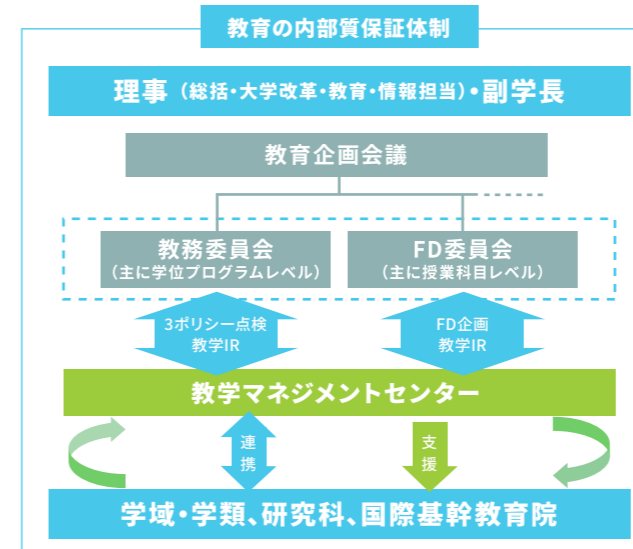 教育の内部質保証体制
理事（総括・大学改革・教育・情報担当）・副学長
教育企画会議
教務委員会
（主に学位プログラムレベル）
FD委員会
（主に授業科目レベル）
3ポリシー点検
教学IR
FD企画
教学IR
教学マネジメントセンター
連携
支援
学域・学類、研究科、国際基幹教育院